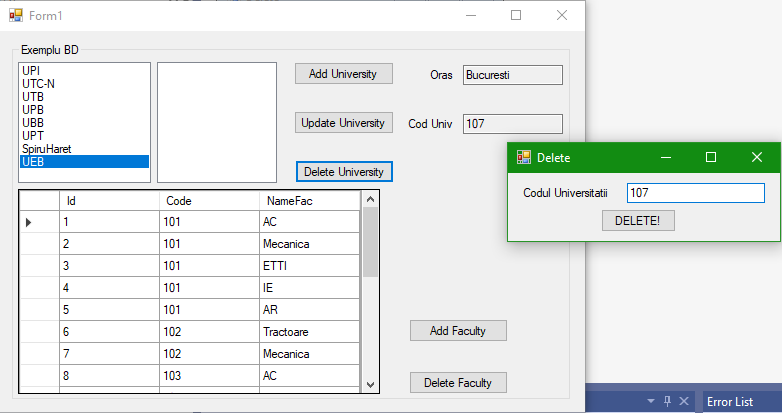 Form1
Exemplu BD
UPI
UTC-N
UTB
UPB
UBB
UPT
SpiruHaret
UEB
Add University
Update University
Delete University
Oras Bucuresti
Cod Univ 107
Delete
Codul Universitatii 107
DELETE!
Id Code NameFac
1 101 AC
2 101 Mecanica
3 101 ETTI
4 101 IE
5 101 AR
6 102 Tractoare
7 102 Mecanica
8 103 AC
Add Faculty
Delete Faculty
Error List